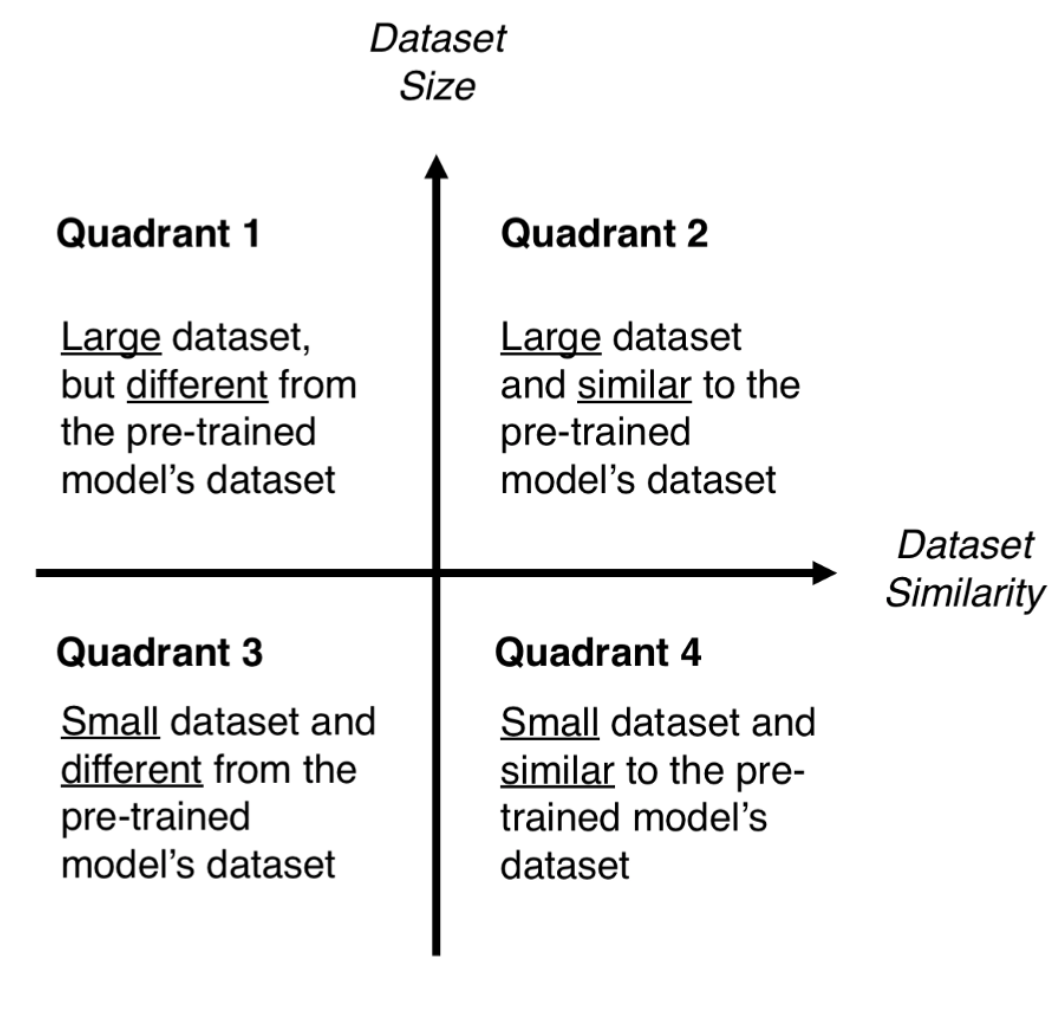 Dataset
Size
Quadrant 1
Large dataset,
but different from
the pre-trained
model’s dataset
Quadrant 2
Large dataset
and similar to the
pre-trained
model’s dataset
Dataset
Similarity
Quadrant 3
Small dataset and
different from the
pre-trained
model’s dataset
Quadrant 4
Small dataset and
similar to the pre-
trained model’s
dataset